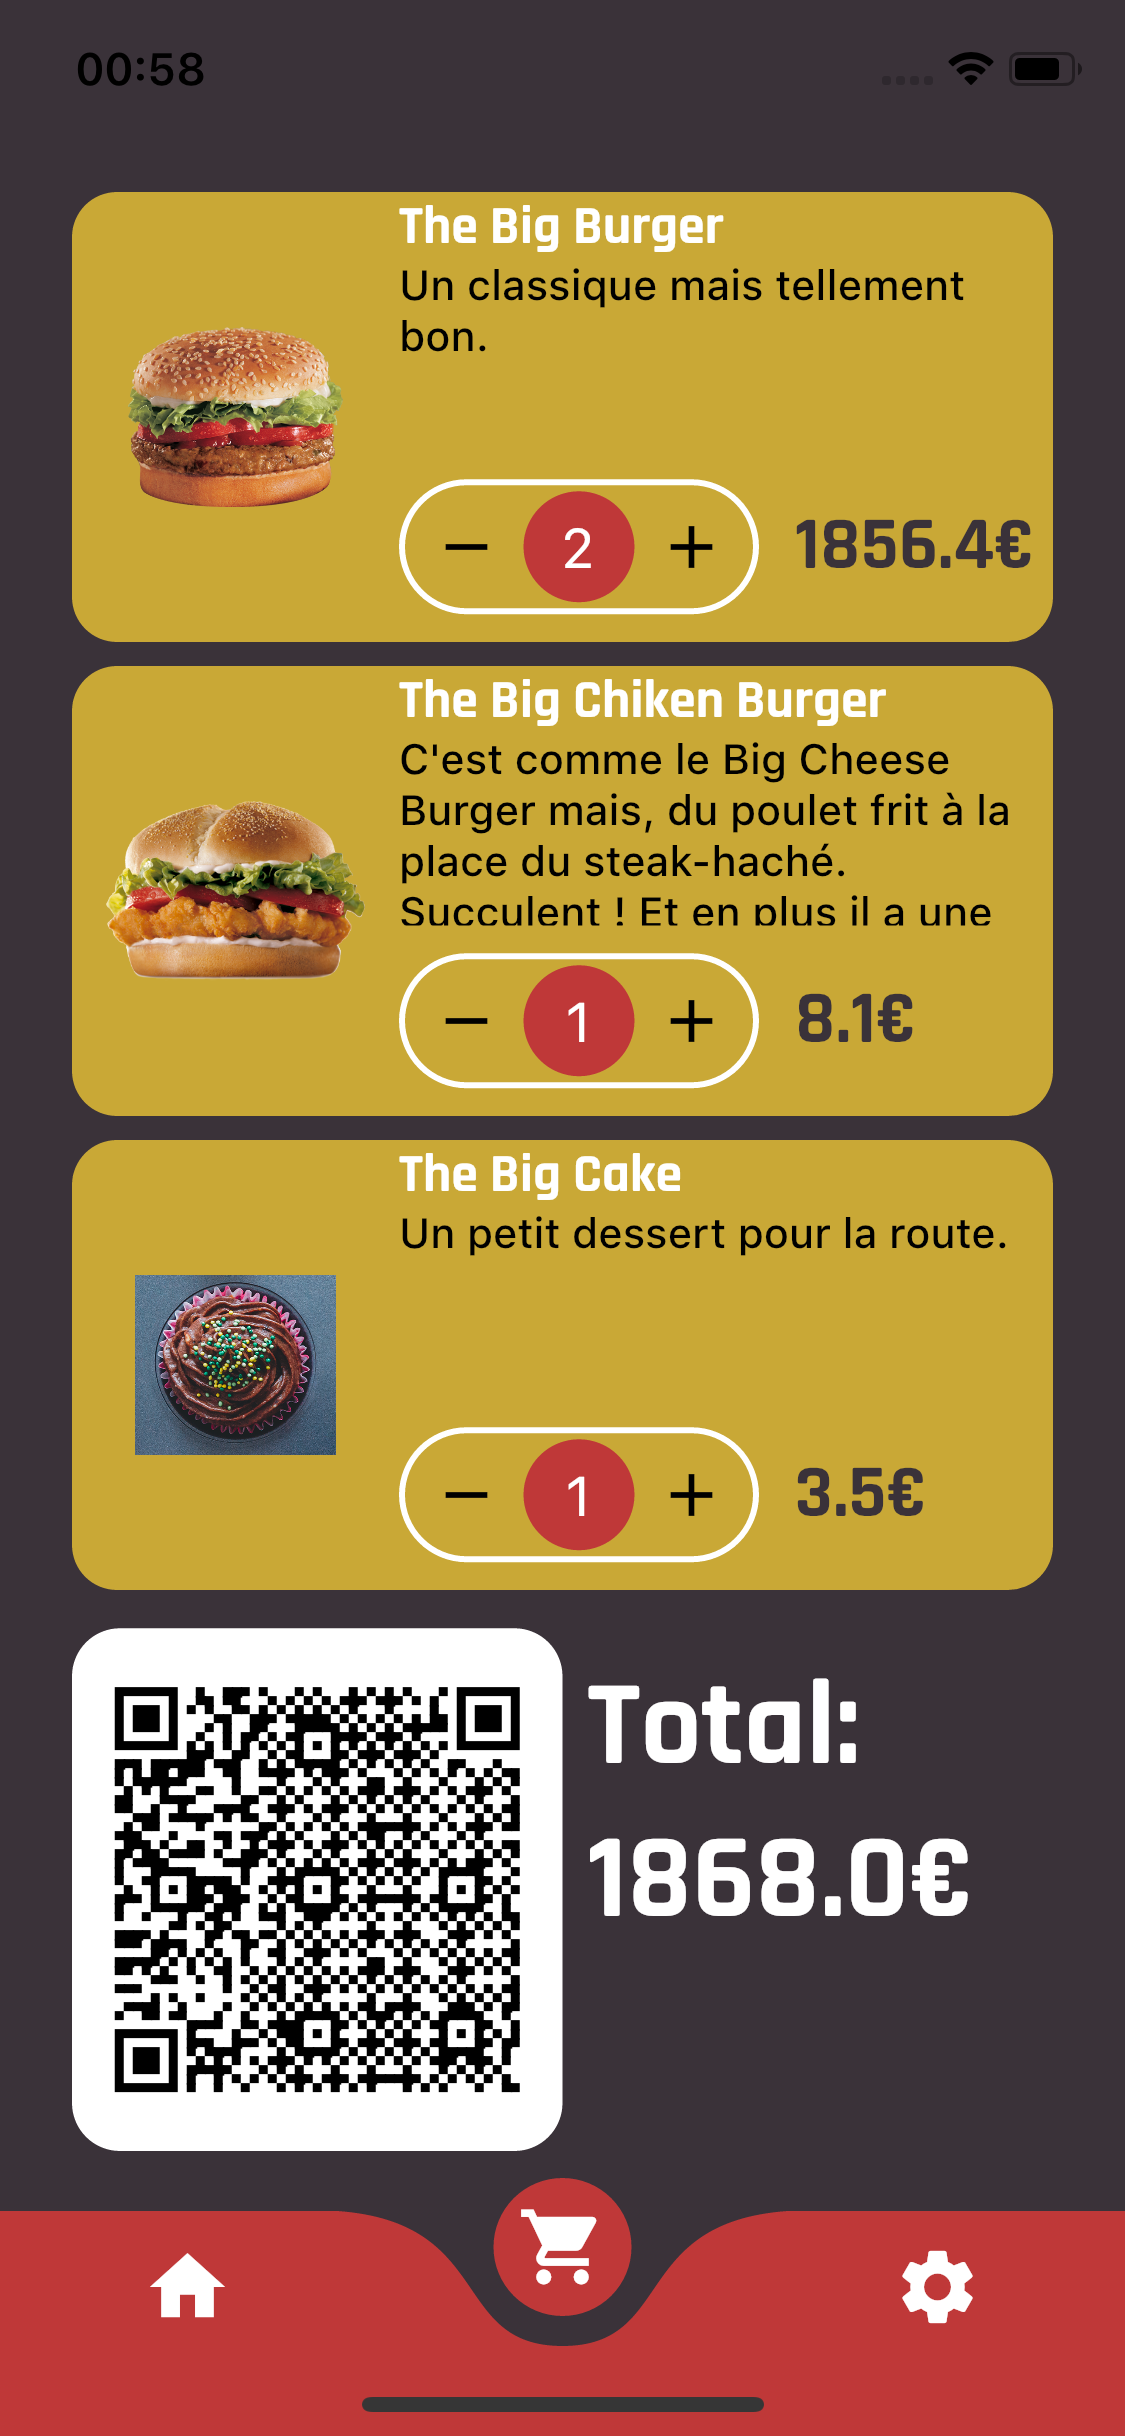 00:58
The Big Burger
Un classique mais tellement
bon.
2
1856.4€
The Big Chiken Burger
C'est comme le Big Cheese
Burger mais, du poulet frit à la
place du steak-haché.
Succulent ! Et en plus il a une
1
8.1€
The Big Cake
Un petit dessert pour la route.
1
3.5€
Total:
1868.0€